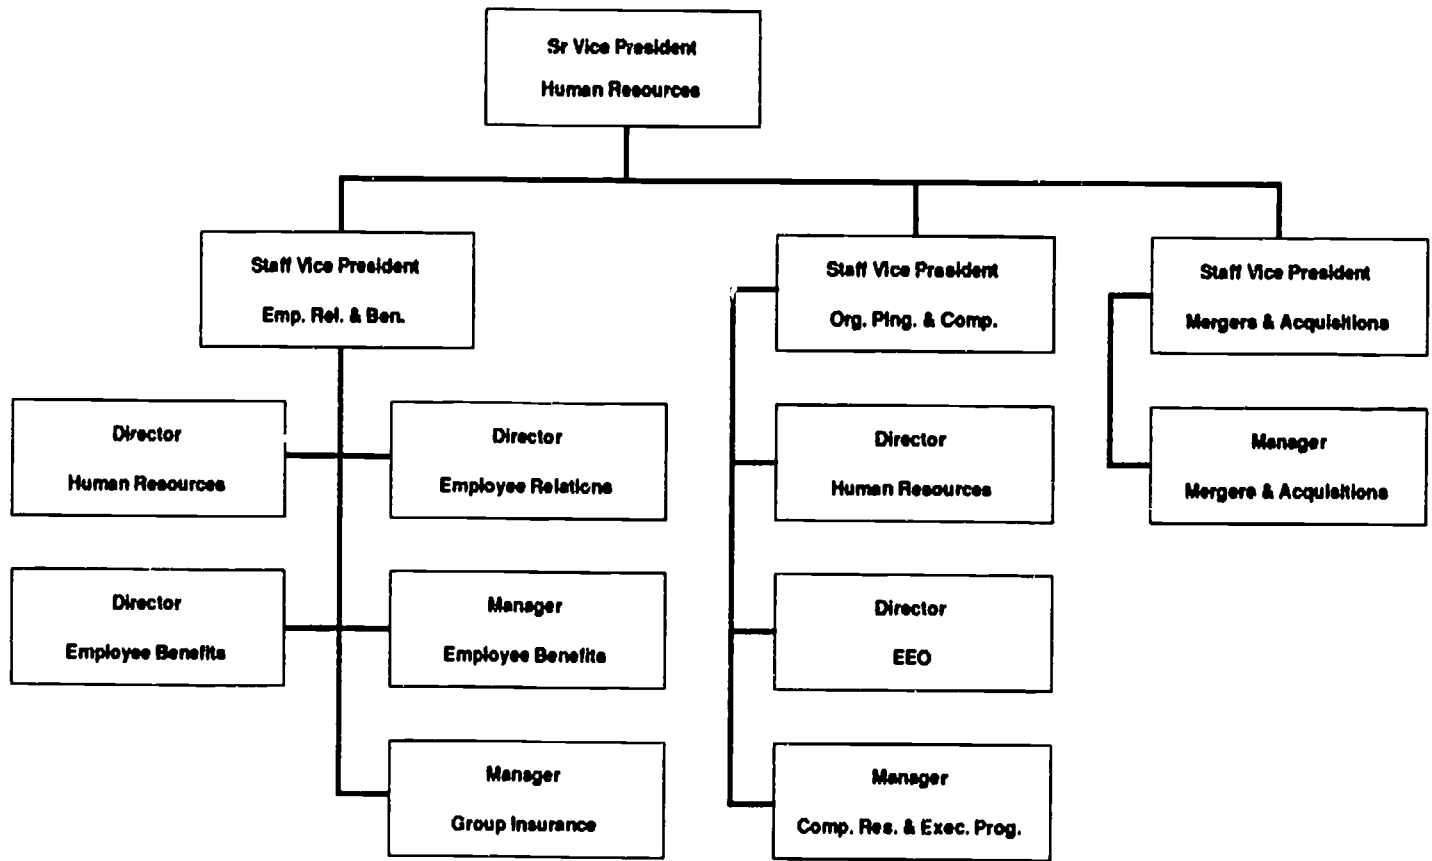 Sr Vice President
Human Resources
Staff Vice President
Emp. Rel. & Ben.
Staff Vice President
Org. Plng. & Comp.
Staff Vice President
Mergers & Acquisitions
Director
Human Resources
Director
Employee Relations
Director
Human Resources
Manager
Mergers & Acquisitions
Director
Employee Benefits
Manager
Employee Benefits
Director
EEO
Manager
Group Insurance
Manager
Comp. Res. & Exec. Prog.